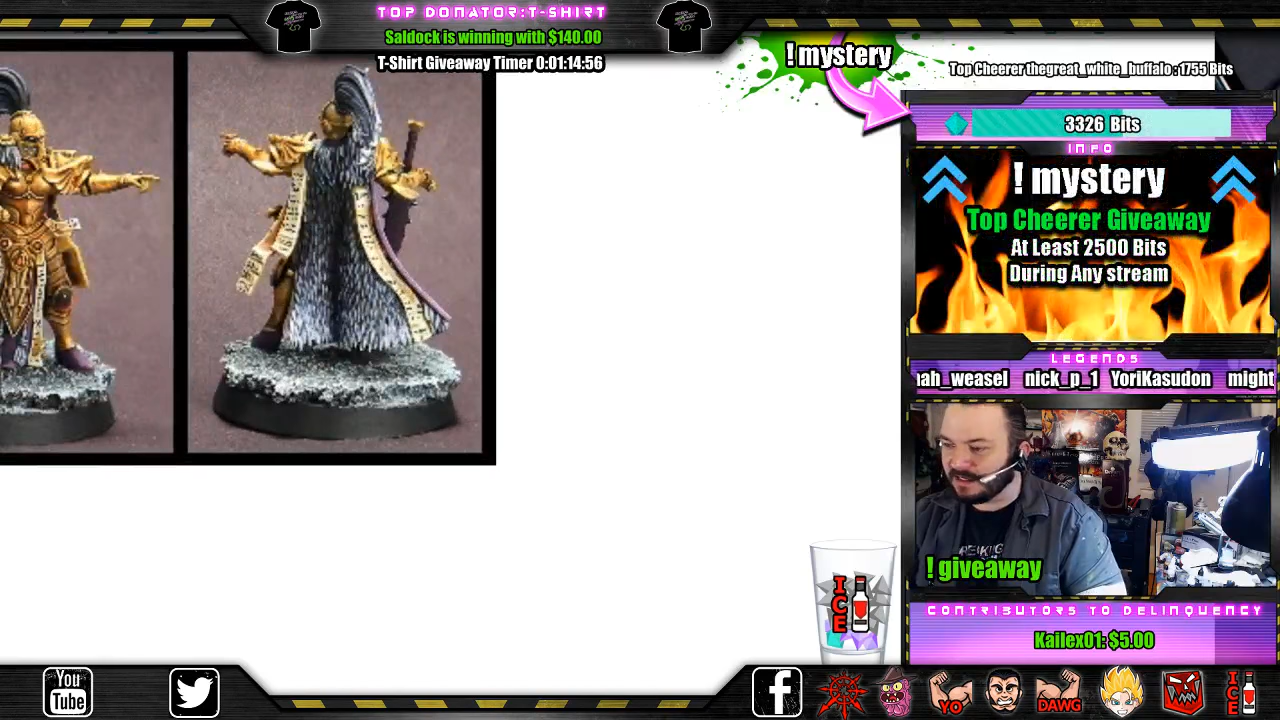 TOP DONATOR:T-SHIRT
Saldock is winning with $140.00
T-Shirt Giveaway Timer 0:01:14:56
!mystery
Top Cheerer thegreat_white_buffalo : 1755 Bits
3326 Bits
INFO
!mystery
Top Cheerer Giveaway
At Least 2500 Bits
During Any stream
LEGENDS
ah_weasel nick_p_1 YoriKasudon might
!giveaway
ICE
CONTRIBUTORS TO DELINQUENCY
Kailex01: $5.00
You
Tube
YO
DAWG
ICE